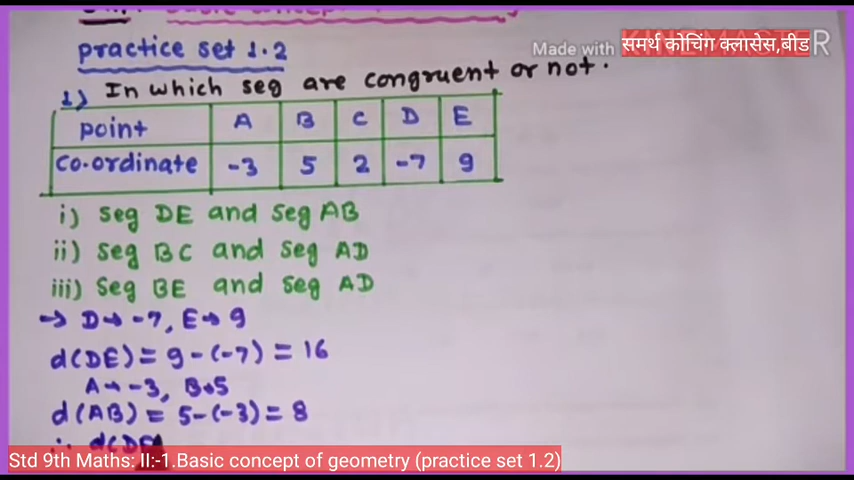 practice set 1.2
Made with KINEMASTER
समर्थ कोचिंग क्लासेस,बीड
1) In which seg are congruent or not.
point A B C D E
co-ordinate -3 5 2 -7 9
i) seg DE and seg AB
ii) seg BC and seg AD
iii) seg BE and seg AD
→ D→ -7, E→ 9
d(DE) = 9-(-7) = 16
A→ -3, B→5
d(AB) = 5-(-3) = 8
∴ d(DE)
Std 9th Maths: II:-1.Basic concept of geometry (practice set 1.2)